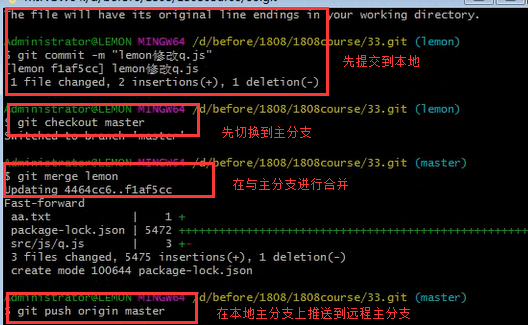 The file will have its original line endings in your working directory.
Administrator@LEMON MINGW64 /d/before/1808/1808course/33.git (lemon)
$ git commit -m "lemon修改q.js"
[lemon f1af5cc] lemon修改q.js
1 file changed, 2 insertions(+), 1 deletion(-)
先提交到本地
Administrator@LEMON MINGW64 /d/before/1808/1808course/33.git (lemon)
$ git checkout master
Switched to branch 'master'
先切换到主分支
Administrator@LEMON MINGW64 /d/before/1808/1808course/33.git (master)
$ git merge lemon
Updating 4464cc6..f1af5cc
在与主分支进行合并
Fast-forward
aa.txt | 1 +
package-lock.json | 5472 ++++++++++++++++++++++++++++++++++++++++++++++++++++
src/js/q.js | 3 +-
3 files changed, 5475 insertions(+), 1 deletion(-)
create mode 100644 package-lock.json
Administrator@LEMON MINGW64 /d/before/1808/1808course/33.git (master)
$ git push origin master
在本地主分支上推送到远程主分支